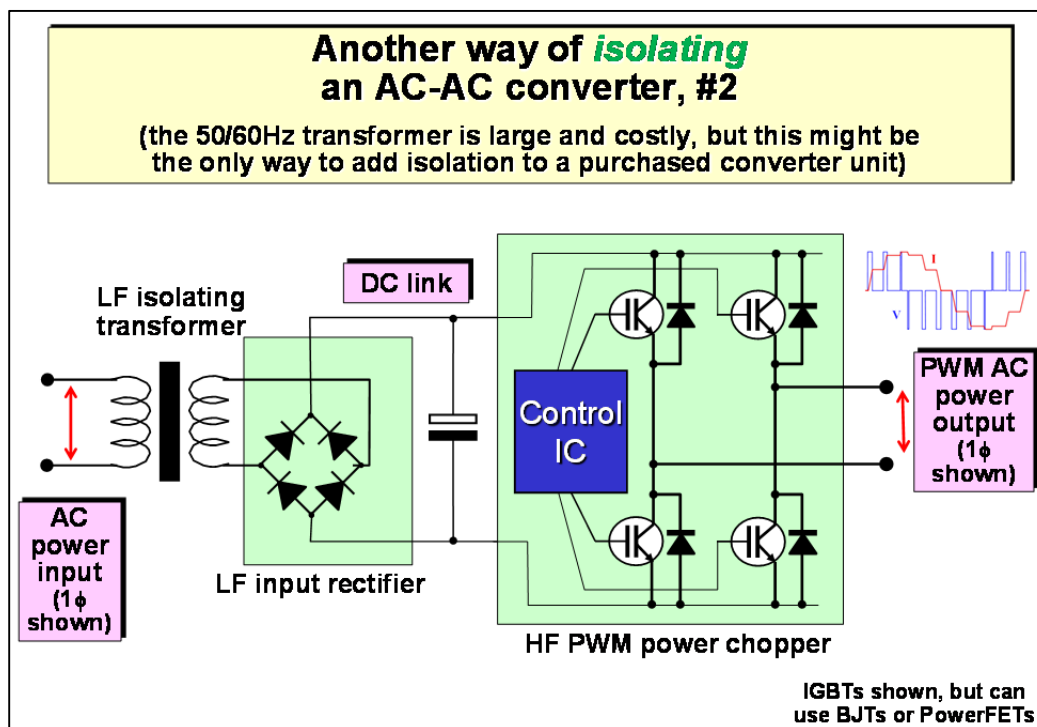 Another way of isolating
an AC-AC converter, #2
(the 50/60Hz transformer is large and costly, but this might be
the only way to add isolation to a purchased converter unit)
LF isolating
transformer
DC link
I
V
AC
power
input
(1ϕ
shown)
LF input rectifier
Control
IC
PWM AC
power
output
(1ϕ
shown)
HF PWM power chopper
IGBTs shown, but can
use BJTs or PowerFETs